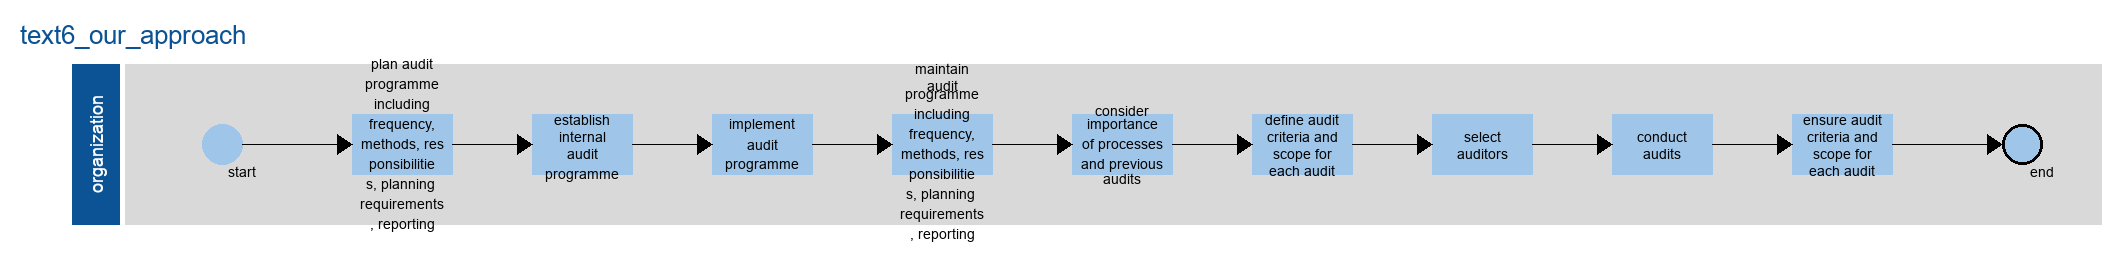 text6_our_approach
organization
start
plan audit
programme
including
frequency,
methods, res
ponsibilitie
s, planning
requirements
, reporting
establish
internal
audit
programme
implement
audit
programme
maintain
audit
programme
including
frequency,
methods, res
ponsibilitie
s, planning
requirements
, reporting
consider
importance
of processes
and previous
audits
define audit
criteria and
scope for
each audit
select
auditors
conduct
audits
ensure audit
criteria and
scope for
each audit
end